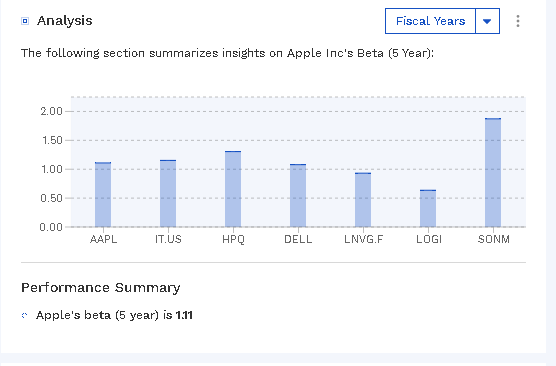 Analysis
Fiscal Years
The following section summarizes insights on Apple Inc's Beta (5 Year):
2.00
1.50
1.00
0.50
0.00
AAPL IT.US HPQ DELL LNVG.F LOGI SONM
Performance Summary
Apple's beta (5 year) is 1.11